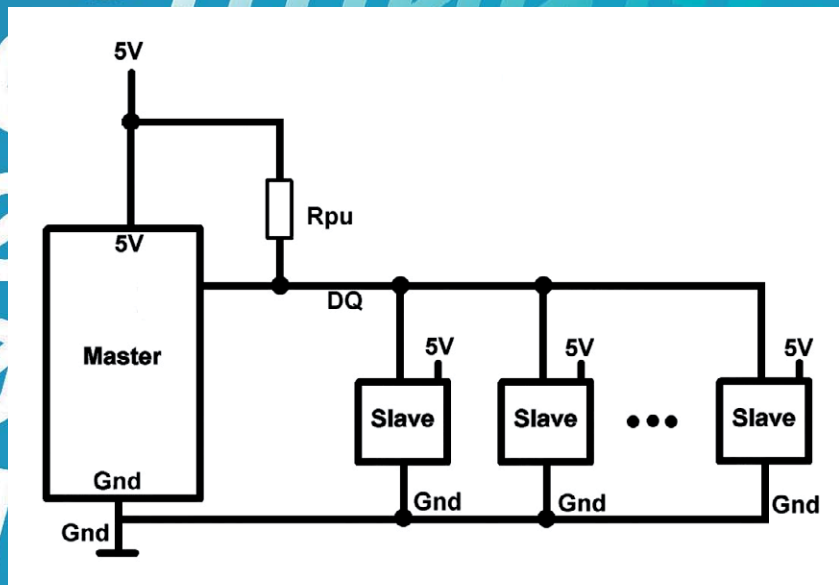 5V
5V
Rpu
DQ
Master
5V
5V
5V
Slave
Slave
Slave
Gnd
Gnd
Gnd
Gnd
Gnd